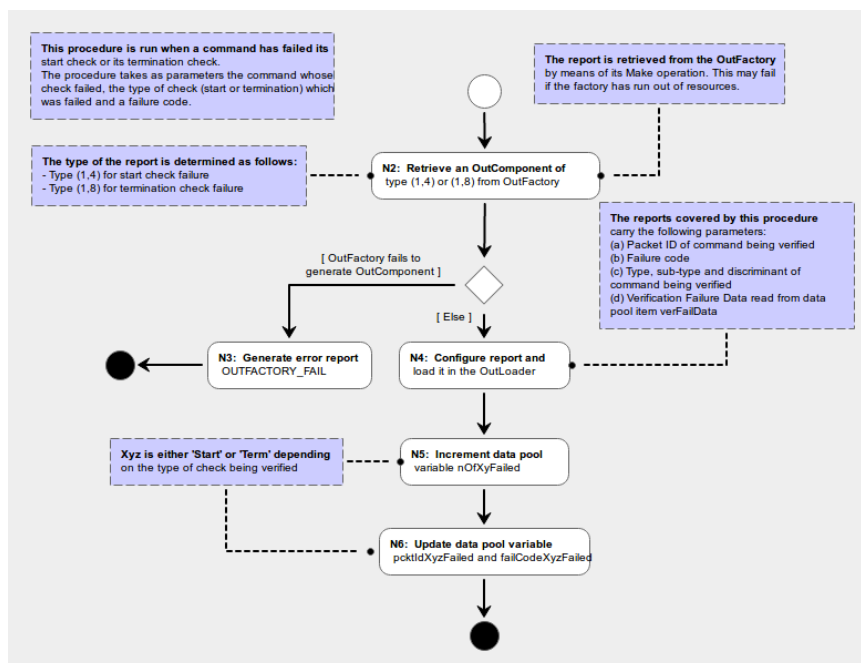 This procedure is run when a command has failed its
start check or its termination check.
The procedure takes as parameters the command whose
check failed, the type of check (start or termination) which
was failed and a failure code.
The report is retrieved from the OutFactory
by means of its Make operation. This may fail
if the factory has run out of resources.
The type of the report is determined as follows:
- Type (1,4) for start check failure
- Type (1,8) for termination check failure
N2: Retrieve an OutComponent of
type (1,4) or (1,8) from OutFactory
The reports covered by this procedure
carry the following parameters:
(a) Packet ID of command being verified
(b) Failure code
(c) Type, sub-type and discriminant of
command being verified
(d) Verification Failure Data read from data
pool item verFailData
[ OutFactory fails to
generate OutComponent ]
[ Else ]
N3: Generate error report
OUTFACTORY_FAIL
N4: Configure report and
load it in the OutLoader
Xyz is either 'Start' or 'Term' depending
on the type of check being verified
N5: Increment data pool
variable nOfXyFailed
N6: Update data pool variable
pcktIdXyzFailed and failCodeXyzFailed